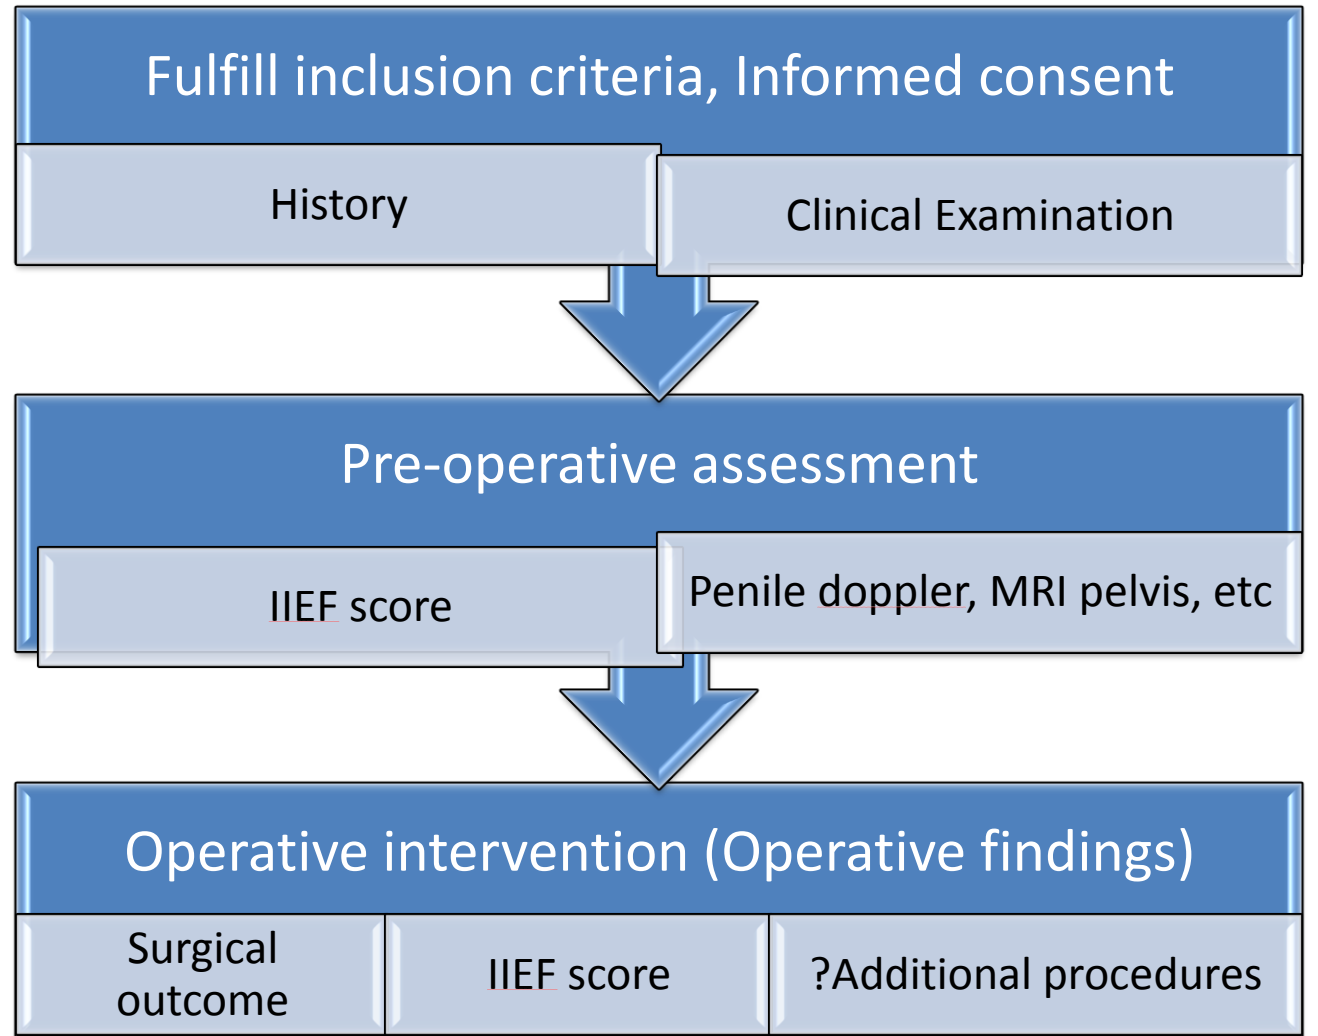 Fulfill inclusion criteria, Informed consent
History
Clinical Examination
Pre-operative assessment
IIEF score
Penile doppler, MRI pelvis, etc
Operative intervention (Operative findings)
Surgical
outcome
IIEF score
?Additional procedures